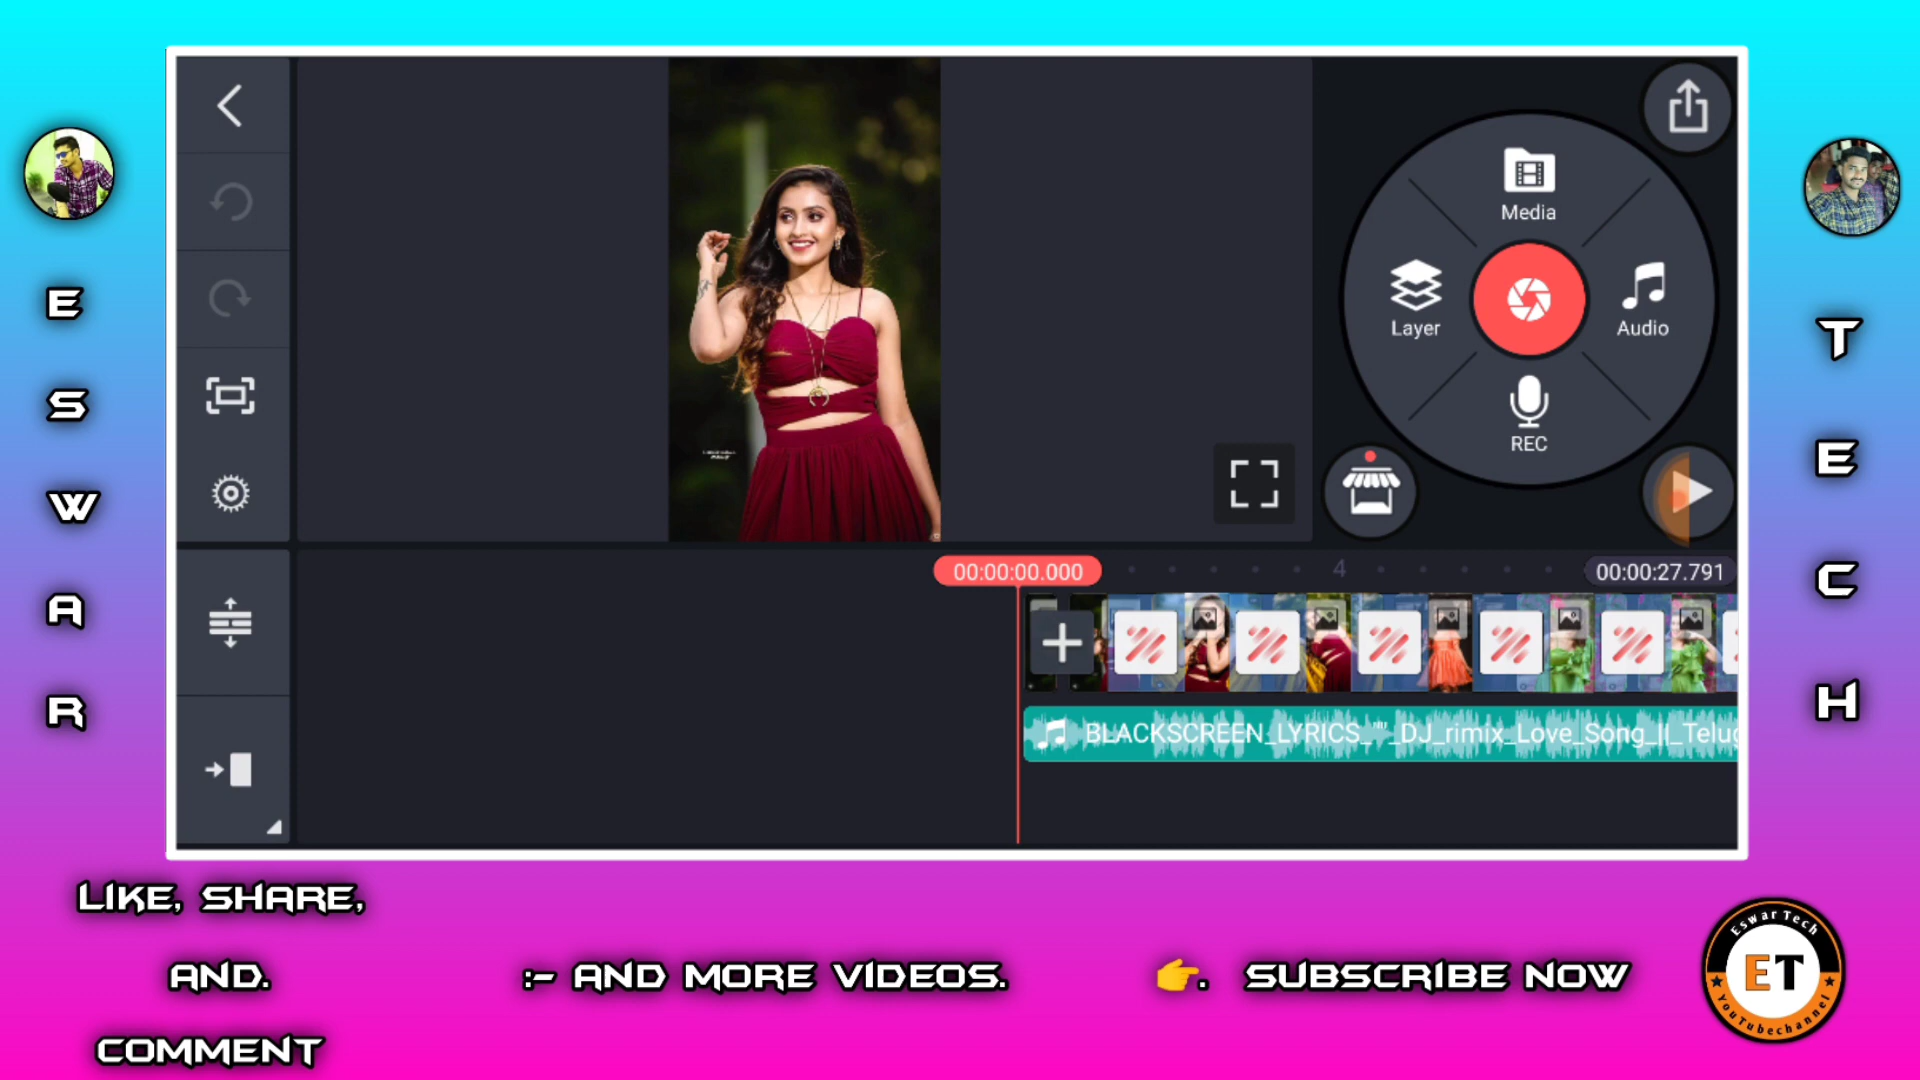 Media
Layer
Audio
REC
00:00:00.000
4
00:00:27.791
BLACKSCREEN_LYRICS_"'_DJ_rimix_Love_Song_||_Telug
E
S
W
A
R
T
E
C
H
LIKE, SHARE,
AND.
COMMENT
:- AND MORE VIDEOS.
👉. SUBSCRIBE NOW
Eswar Tech
ET
YouTubechannel